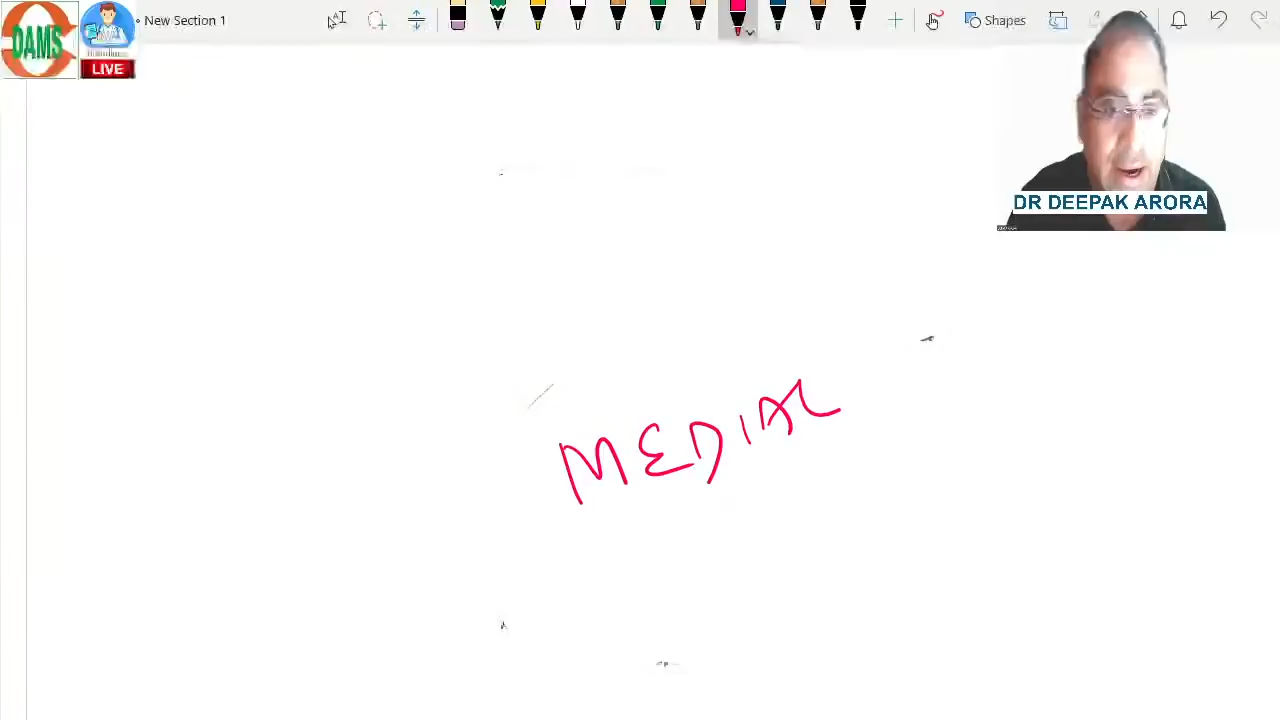 DAMS
LIVE
New Section 1
Shapes
DR DEEPAK ARORA
MEDIAL